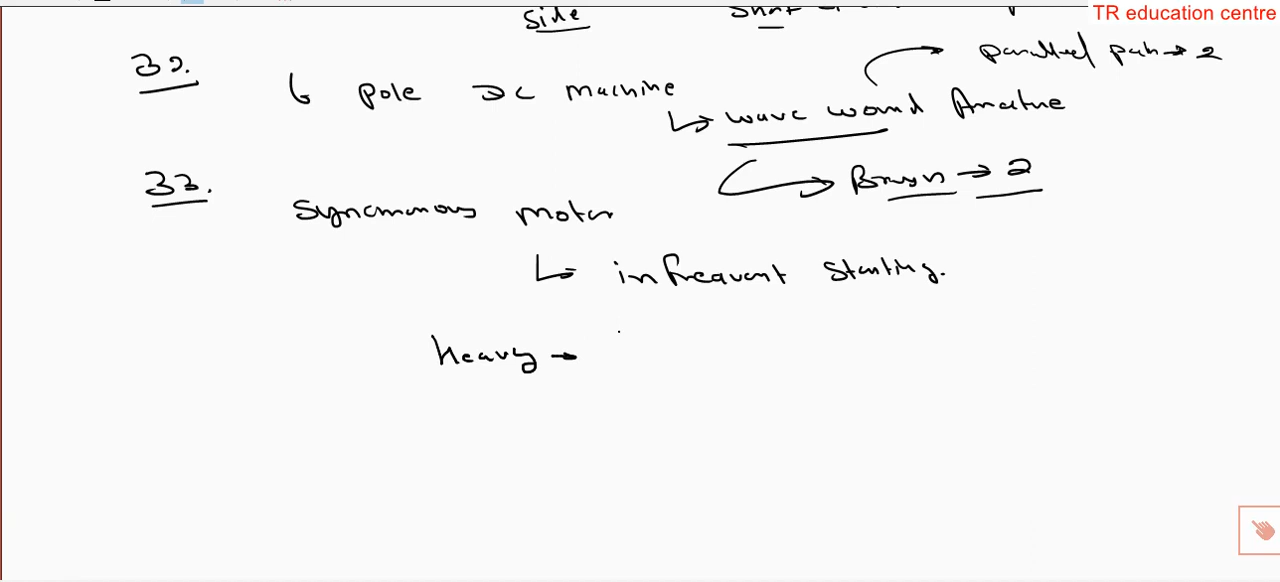 TR education centre
side
32.
6 pole DC machine
parallel path → 2
↳ wave wound Armature
Brush → 2
33.
Synchronous motor
↳ infrequent starting.
Heavy →